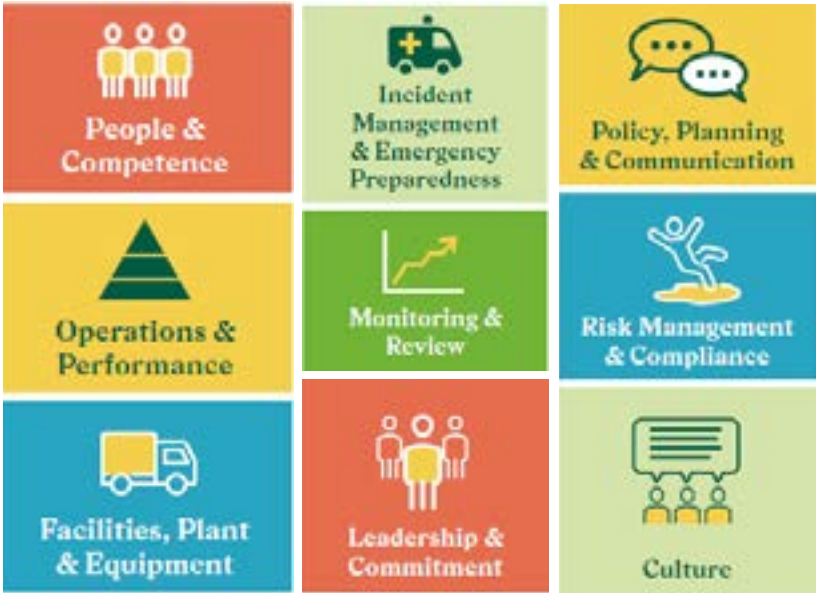 People &
Competence
Incident
Management
& Emergency
Preparedness
Policy, Planning
& Communication
Operations &
Performance
Monitoring &
Review
Risk Management
& Compliance
Facilities, Plant
& Equipment
Leadership &
Commitment
Culture